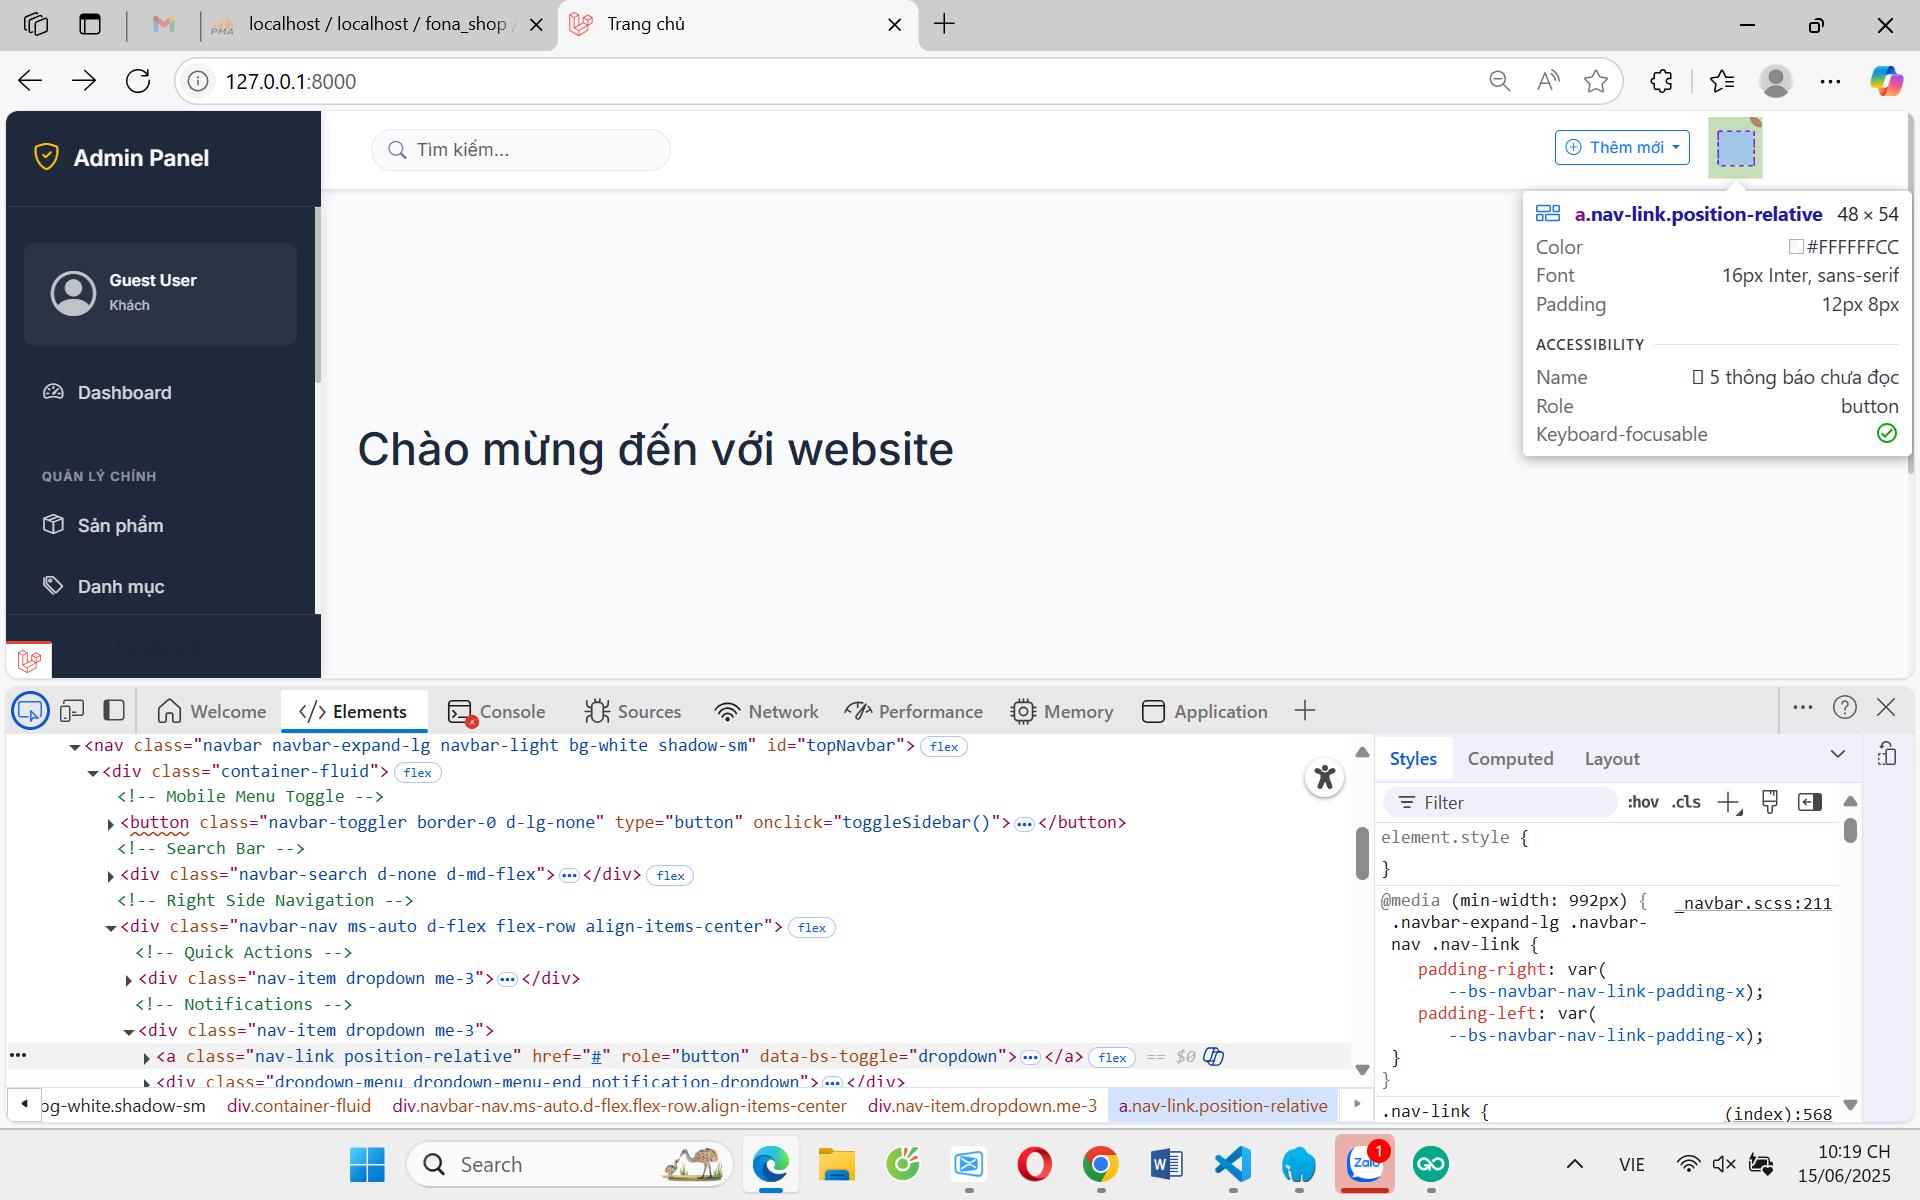 localhost / localhost / fona_shop /
Trang chủ
127.0.0.1:8000
Admin Panel
Tìm kiếm...
Thêm mới
Guest User
Khách
Dashboard
QUẢN LÝ CHÍNH
Sản phẩm
Danh mục
Chào mừng đến với website
a.nav-link.position-relative 48 × 54
Color #FFFFFFCC
Font 16px Inter, sans-serif
Padding 12px 8px
ACCESSIBILITY
Name 5 thông báo chưa đọc
Role button
Keyboard-focusable
Welcome </> Elements Console Sources Network Performance Memory Application
<nav class="navbar navbar-expand-lg navbar-light bg-white shadow-sm" id="topNavbar"> flex
<div class="container-fluid"> flex
<!-- Mobile Menu Toggle -->
<button class="navbar-toggler border-0 d-lg-none" type="button" onclick="toggleSidebar()">…</button>
<!-- Search Bar -->
<div class="navbar-search d-none d-md-flex">…</div> flex
<!-- Right Side Navigation -->
<div class="navbar-nav ms-auto d-flex flex-row align-items-center"> flex
<!-- Quick Actions -->
<div class="nav-item dropdown me-3">…</div>
<!-- Notifications -->
<div class="nav-item dropdown me-3">
<a class="nav-link position-relative" href="#" role="button" data-bs-toggle="dropdown">…</a> flex == $0
<div class="dropdown-menu dropdown-menu-end notification-dropdown">…</div>
bg-white.shadow-sm div.container-fluid div.navbar-nav.ms-auto.d-flex.flex-row.align-items-center div.nav-item.dropdown.me-3 a.nav-link.position-relative
Styles Computed Layout
Filter :hov .cls
element.style {
}
@media (min-width: 992px) { _navbar.scss:211
.navbar-expand-lg .navbar-
nav .nav-link {
padding-right: var(
--bs-navbar-nav-link-padding-x);
padding-left: var(
--bs-navbar-nav-link-padding-x);
}
}
.nav-link { (index):568
Search
Zalo
1
VIE
10:19 CH
15/06/2025